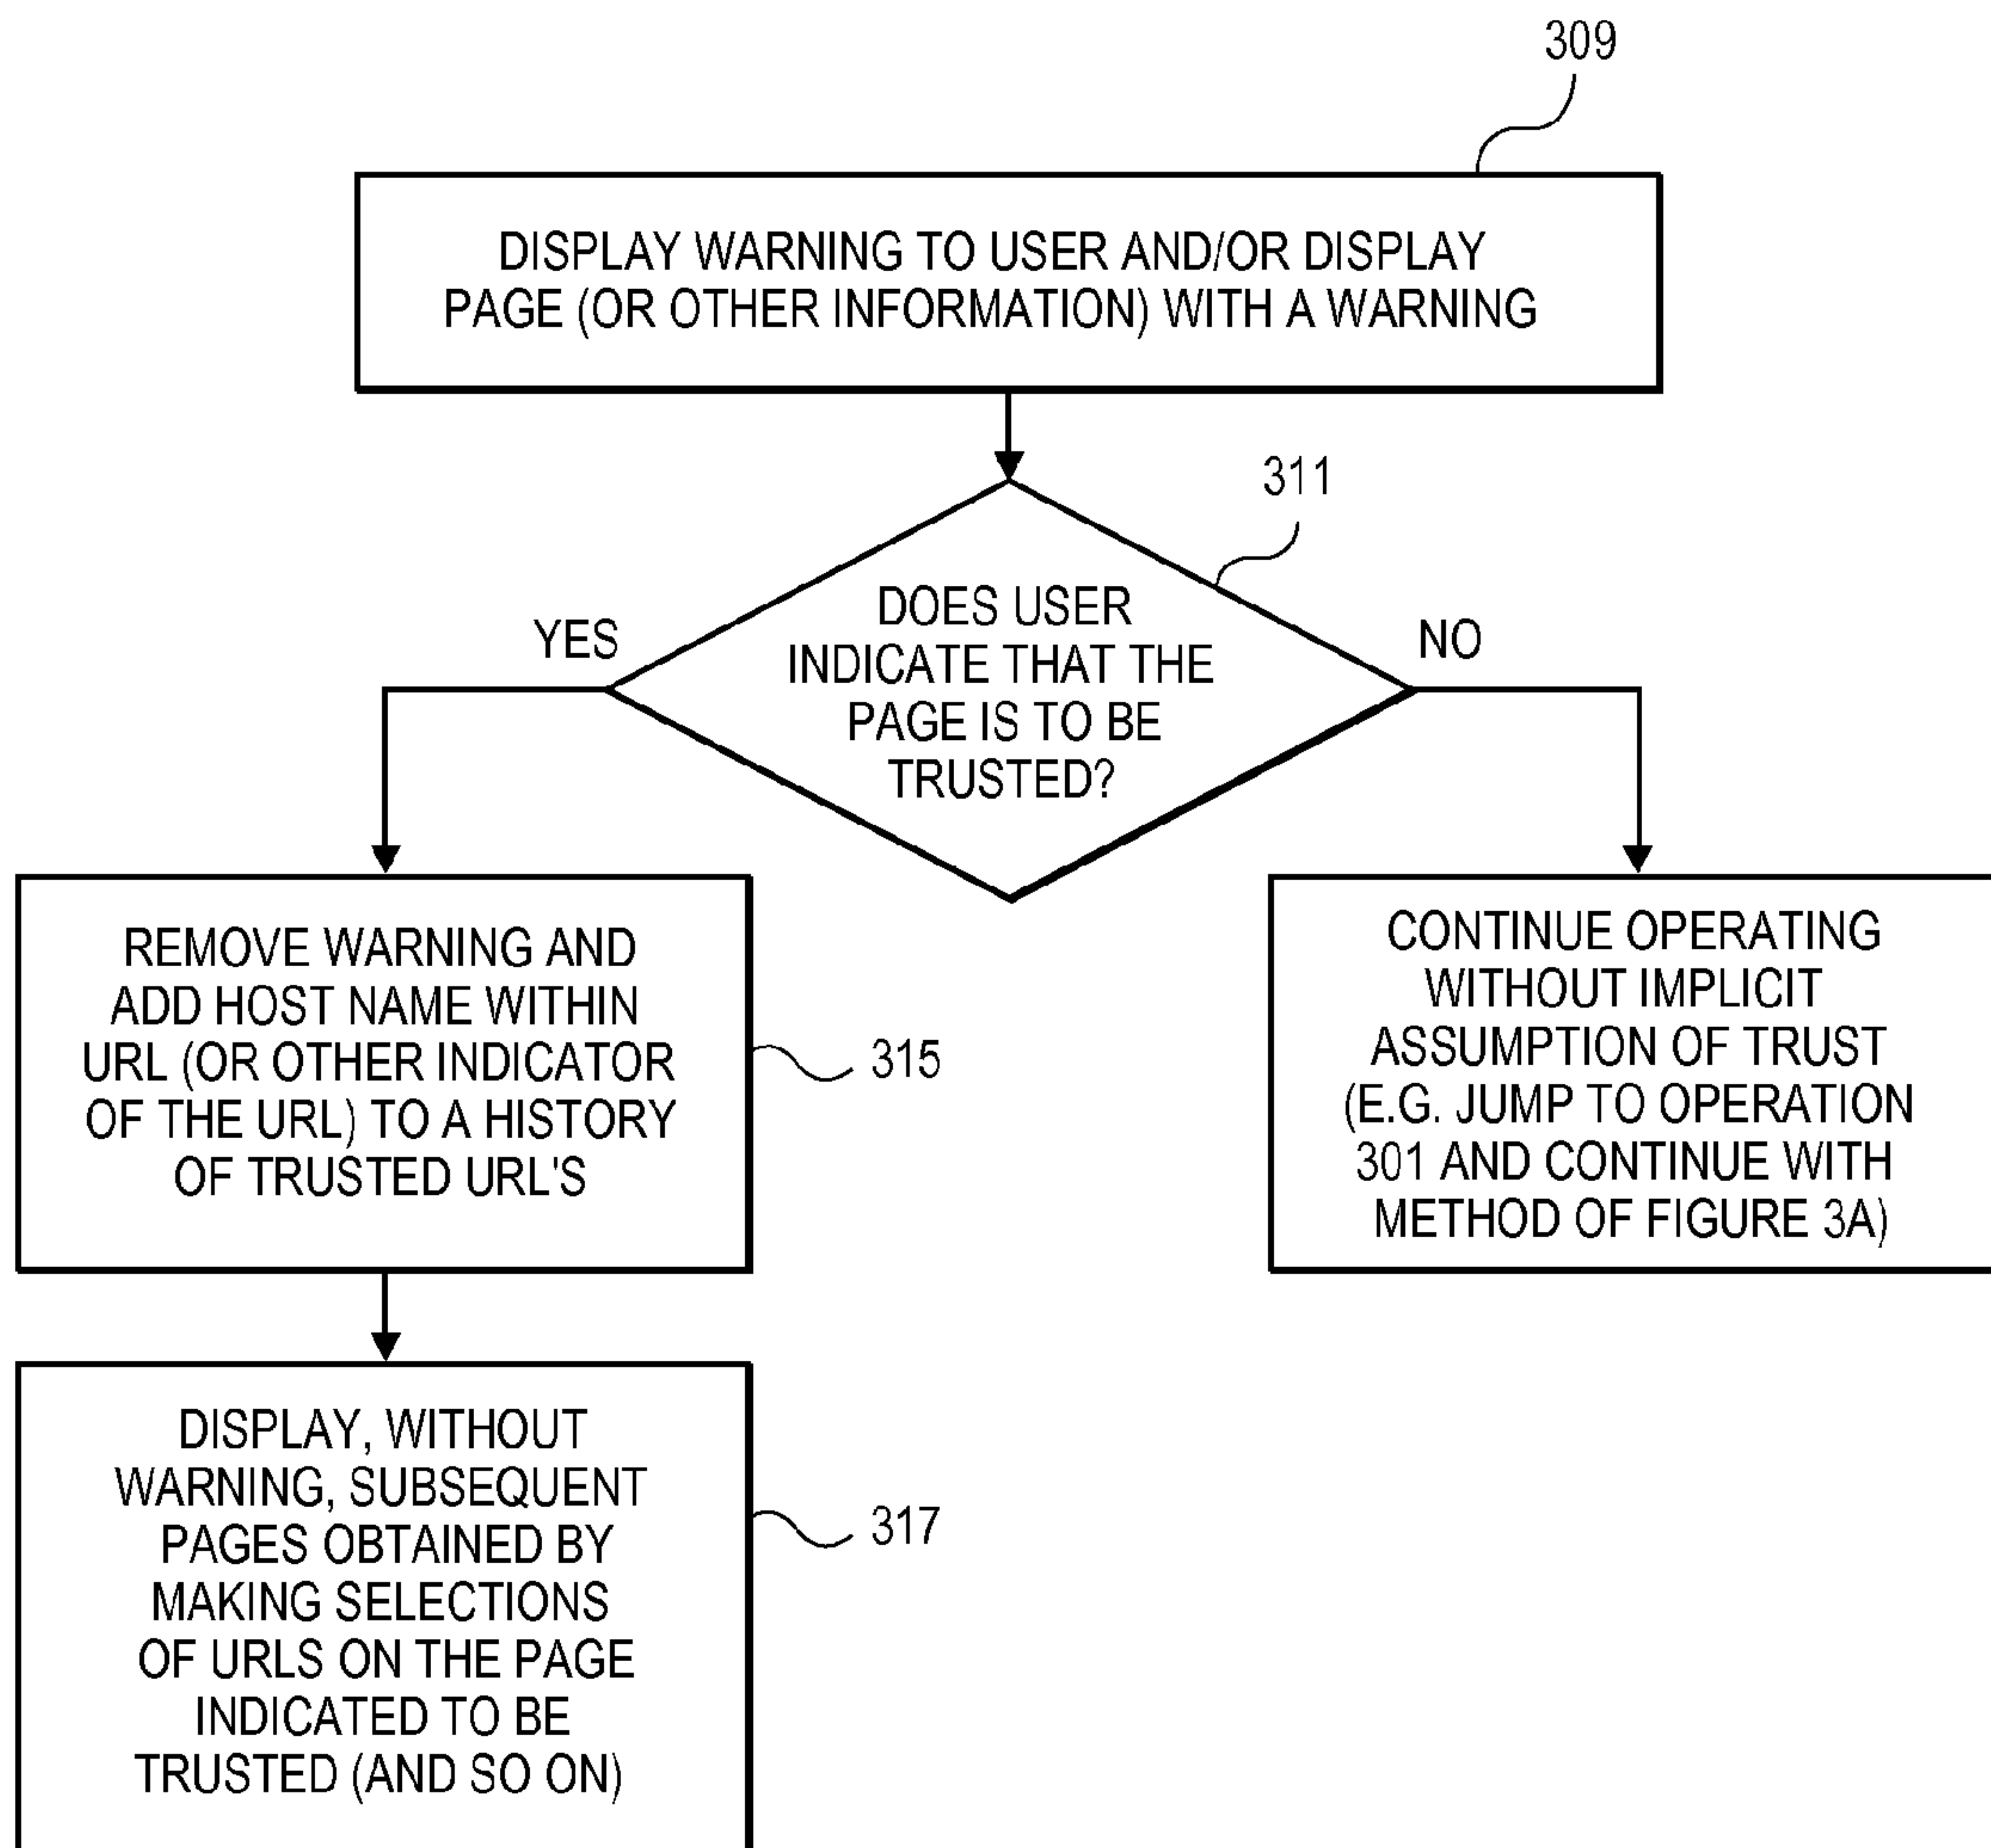 309
DISPLAY WARNING TO USER AND/OR DISPLAY
PAGE (OR OTHER INFORMATION) WITH A WARNING
311
DOES USER
INDICATE THAT THE
PAGE IS TO BE
TRUSTED?
YES
NO
REMOVE WARNING AND
ADD HOST NAME WITHIN
URL (OR OTHER INDICATOR
OF THE URL) TO A HISTORY
OF TRUSTED URL'S
315
CONTINUE OPERATING
WITHOUT IMPLICIT
ASSUMPTION OF TRUST
(E.G. JUMP TO OPERATION
301 AND CONTINUE WITH
METHOD OF FIGURE 3A)
DISPLAY, WITHOUT
WARNING, SUBSEQUENT
PAGES OBTAINED BY
MAKING SELECTIONS
OF URLS ON THE PAGE
INDICATED TO BE
TRUSTED (AND SO ON)
317